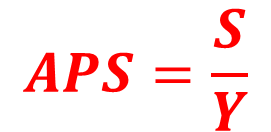 APS = S/Y